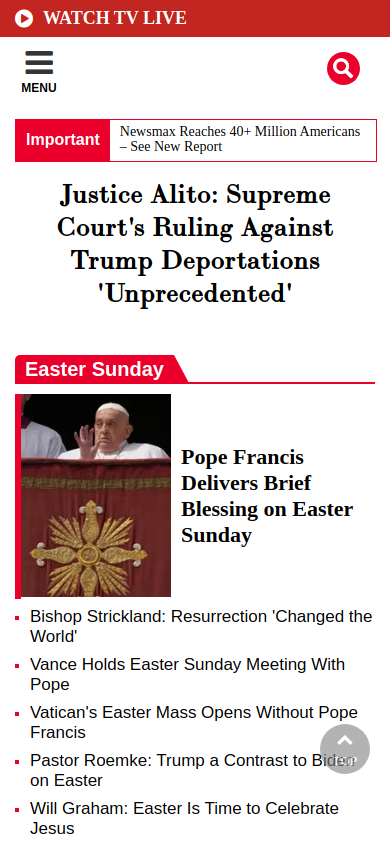 WATCH TV LIVE
MENU
Important
Newsmax Reaches 40+ Million Americans
– See New Report
Justice Alito: Supreme
Court's Ruling Against
Trump Deportations
'Unprecedented'
Easter Sunday
Pope Francis
Delivers Brief
Blessing on Easter
Sunday
Bishop Strickland: Resurrection 'Changed the
World'
Vance Holds Easter Sunday Meeting With
Pope
Vatican's Easter Mass Opens Without Pope
Francis
Pastor Roemke: Trump a Contrast to Biden
on Easter
TOP
Will Graham: Easter Is Time to Celebrate
Jesus